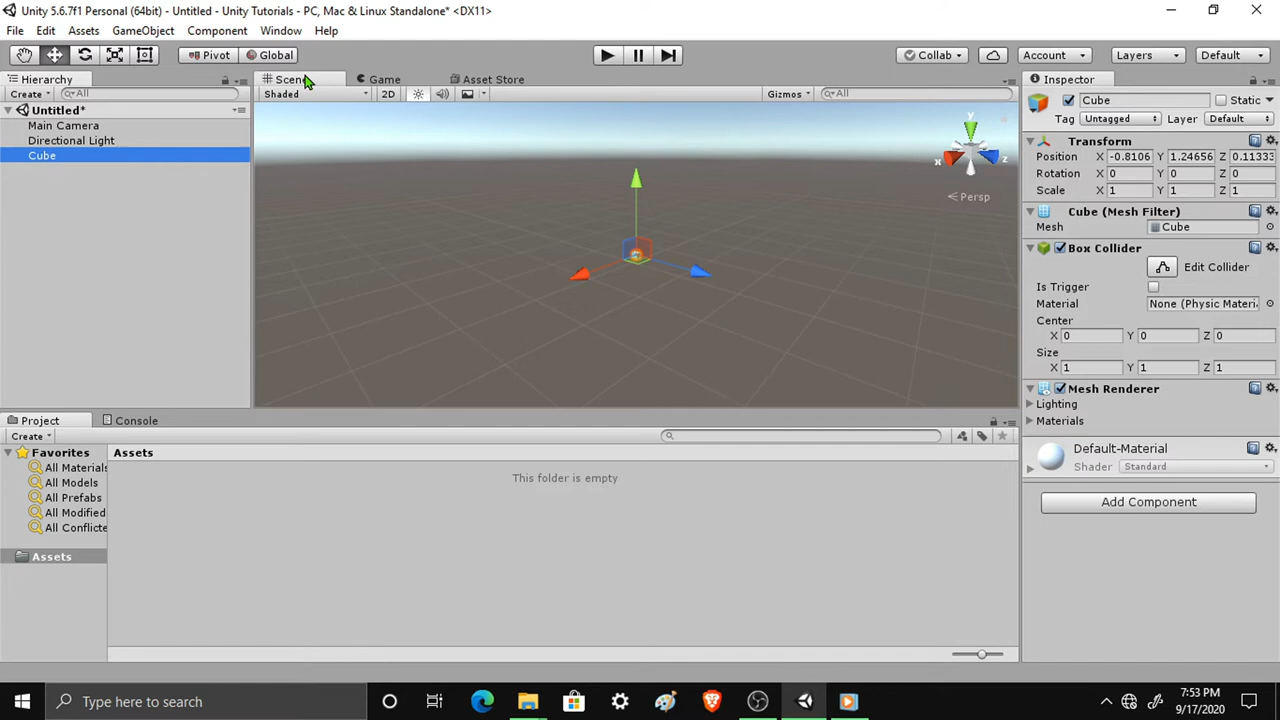 Unity 5.6.7f1 Personal (64bit) - Untitled - Unity Tutorials - PC, Mac & Linux Standalone* <DX11>
File Edit Assets GameObject Component Window Help
Pivot Global Collab Account Layers Default
Hierarchy Scene Game Asset Store Inspector
Create All Shaded 2D Gizmos All
Untitled*
Main Camera
Directional Light
Cube
y
x
z
Persp
Cube Static
Tag Untagged Layer Default
Transform
Position X -0.8106 Y 1.24656 Z 0.11333
Rotation X 0 Y 0 Z 0
Scale X 1 Y 1 Z 1
Cube (Mesh Filter)
Mesh Cube
Box Collider
Edit Collider
Is Trigger
Material None (Physic Materi
Center
X 0 Y 0 Z 0
Size
X 1 Y 1 Z 1
Mesh Renderer
Lighting
Materials
Default-Material
Shader Standard
Add Component
Project Console
Create
Favorites
All Materials
All Models
All Prefabs
All Modified
All Conflicte
Assets
Assets
This folder is empty
Type here to search
7:53 PM
9/17/2020